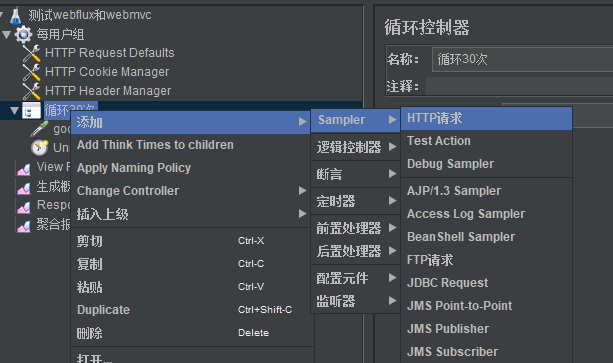 测试webflux和webmvc
每用户组
HTTP Request Defaults
HTTP Cookie Manager
HTTP Header Manager
循环30次
goo
Un
View R
生成概
Respo
聚合报
添加
Add Think Times to children
Apply Naming Policy
Change Controller
插入上级
剪切 Ctrl-X
复制 Ctrl-C
粘贴 Ctrl-V
Duplicate Ctrl+Shift-C
删除 Delete
打开...
Sampler
逻辑控制器
断言
定时器
前置处理器
后置处理器
配置元件
监听器
HTTP请求
Test Action
Debug Sampler
AJP/1.3 Sampler
Access Log Sampler
BeanShell Sampler
FTP请求
JDBC Request
JMS Point-to-Point
JMS Publisher
JMS Subscriber
循环控制器
名称： 循环30次
注释：